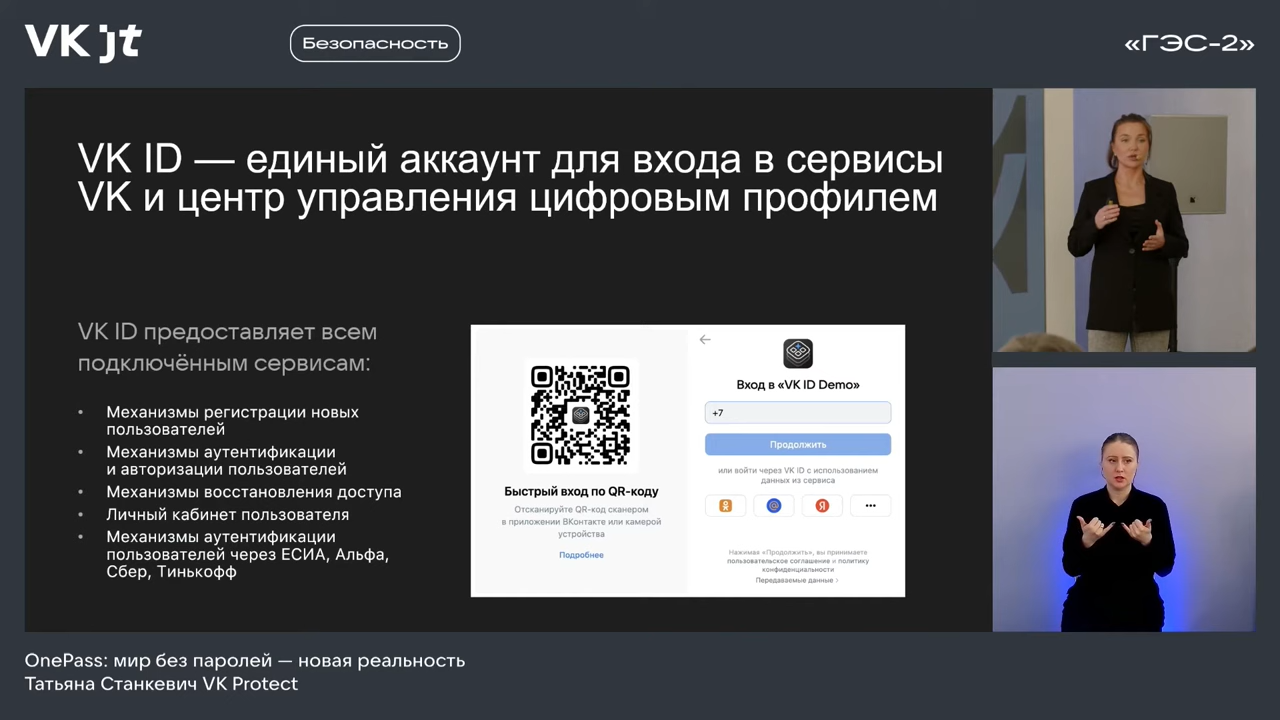 VK jt
Безопасность
«ГЭС-2»
VK ID — единый аккаунт для входа в сервисы
VK и центр управления цифровым профилем
VK ID предоставляет всем
подключённым сервисам:
• Механизмы регистрации новых
пользователей
• Механизмы аутентификации
и авторизации пользователей
• Механизмы восстановления доступа
• Личный кабинет пользователя
• Механизмы аутентификации
пользователей через ЕСИА, Альфа,
Сбер, Тинькофф
Быстрый вход по QR-коду
Отсканируйте QR-код сканером
в приложении ВКонтакте или камерой
устройства
Подробнее
Вход в «VK ID Demo»
+7
Продолжить
или войти через VK ID с использованием
данных из сервиса
Нажимая «Продолжить», вы принимаете
пользовательское соглашение и политику
конфиденциальности
Передаваемые данные ›
OnePass: мир без паролей — новая реальность
Татьяна Станкевич VK Protect